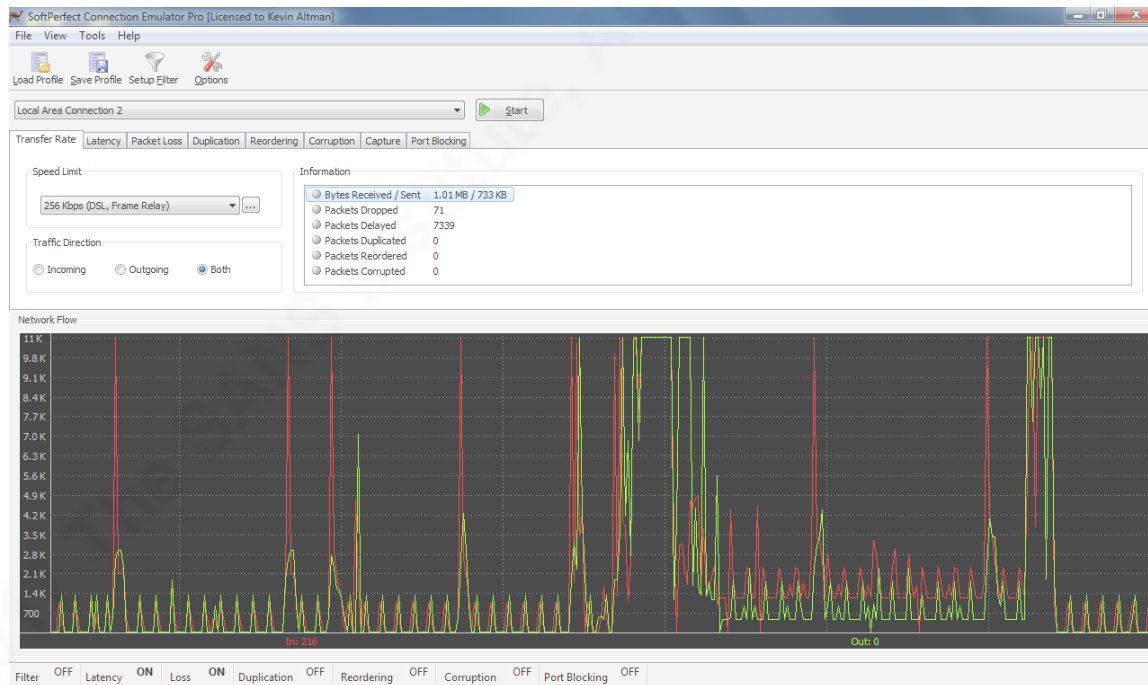 SoftPerfect Connection Emulator Pro [Licensed to Kevin Altman]
File View Tools Help
Load Profile Save Profile Setup Filter Options
Local Area Connection 2
Start
Transfer Rate Latency Packet Loss Duplication Reordering Corruption Capture Port Blocking
Speed Limit
256 Kbps (DSL, Frame Relay)
...
Traffic Direction
Incoming Outgoing Both
Information
Bytes Received / Sent 1.01 MB / 733 KB
Packets Dropped 71
Packets Delayed 7339
Packets Duplicated 0
Packets Reordered 0
Packets Corrupted 0
Network Flow
11 K
9.8 K
9.1 K
8.4 K
7.7 K
7.0 K
6.3 K
5.6 K
4.9 K
4.2 K
3.5 K
2.8 K
2.1 K
1.4 K
700
In: 216 Out: 0
Filter OFF Latency ON Loss ON Duplication OFF Reordering OFF Corruption OFF Port Blocking OFF